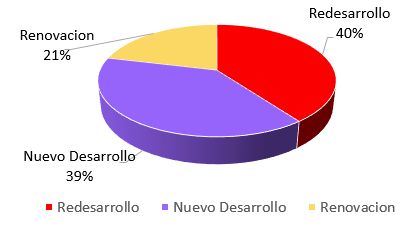 Redesarrollo
40%
Renovacion
21%
Nuevo Desarrollo
39%
Redesarrollo Nuevo Desarrollo Renovacion